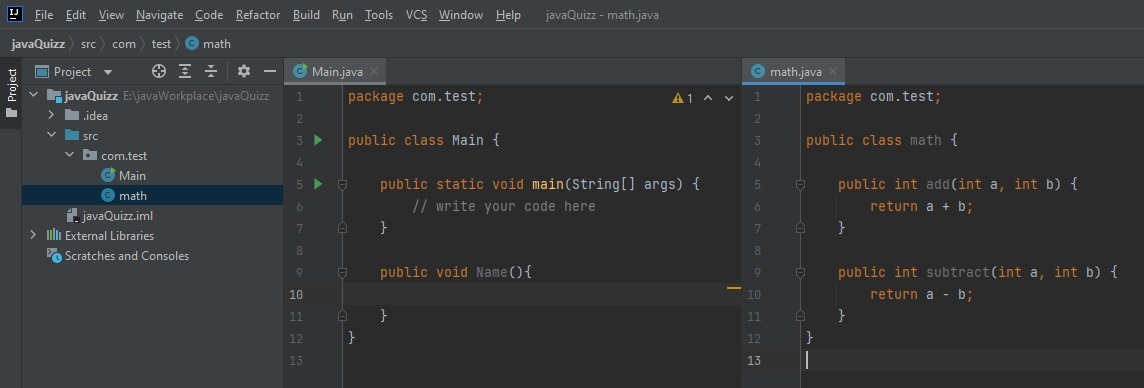 File Edit View Navigate Code Refactor Build Run Tools VCS Window Help javaQuizz - math.java
javaQuizz src com test math
Project
Project
javaQuizz E:\javaWorkplace\javaQuizz
.idea
src
com.test
Main
math
javaQuizz.iml
External Libraries
Scratches and Consoles
Main.java
1
1 package com.test;
2
3 public class Main {
4
5 public static void main(String[] args) {
6 // write your code here
7 }
8
9 public void Name(){
10
11 }
12 }
13
math.java
1 package com.test;
2
3 public class math {
4
5 public int add(int a, int b) {
6 return a + b;
7 }
8
9 public int subtract(int a, int b) {
10 return a - b;
11 }
12 }
13